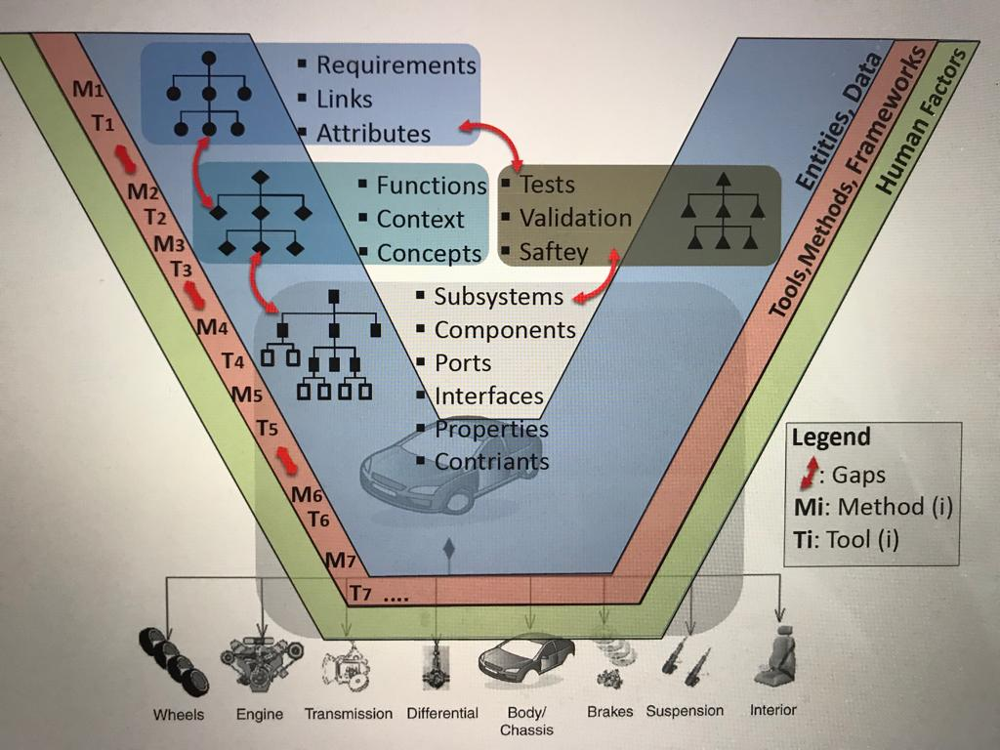 Requirements
Links
Attributes
Functions
Context
Concepts
Tests
Validation
Saftey
Subsystems
Components
Ports
Interfaces
Properties
Contriants
M1
T1
M2
T2
M3
T3
M4
T4
M5
T5
M6
T6
M7
T7 ....
Entities, Data
Tools,Methods, Frameworks
Human Factors
Legend
: Gaps
Mi: Method (i)
Ti: Tool (i)
Wheels
Engine
Transmission
Differential
Body/
Chassis
Brakes
Suspension
Interior